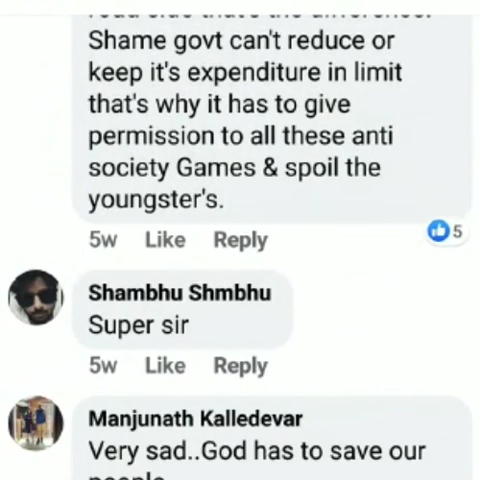 Shame govt can't reduce or
keep it's expenditure in limit
that's why it has to give
permission to all these anti
society Games & spoil the
youngster's.
5w Like Reply 5
Shambhu Shmbhu
Super sir
5w Like Reply
Manjunath Kalledevar
Very sad..God has to save our